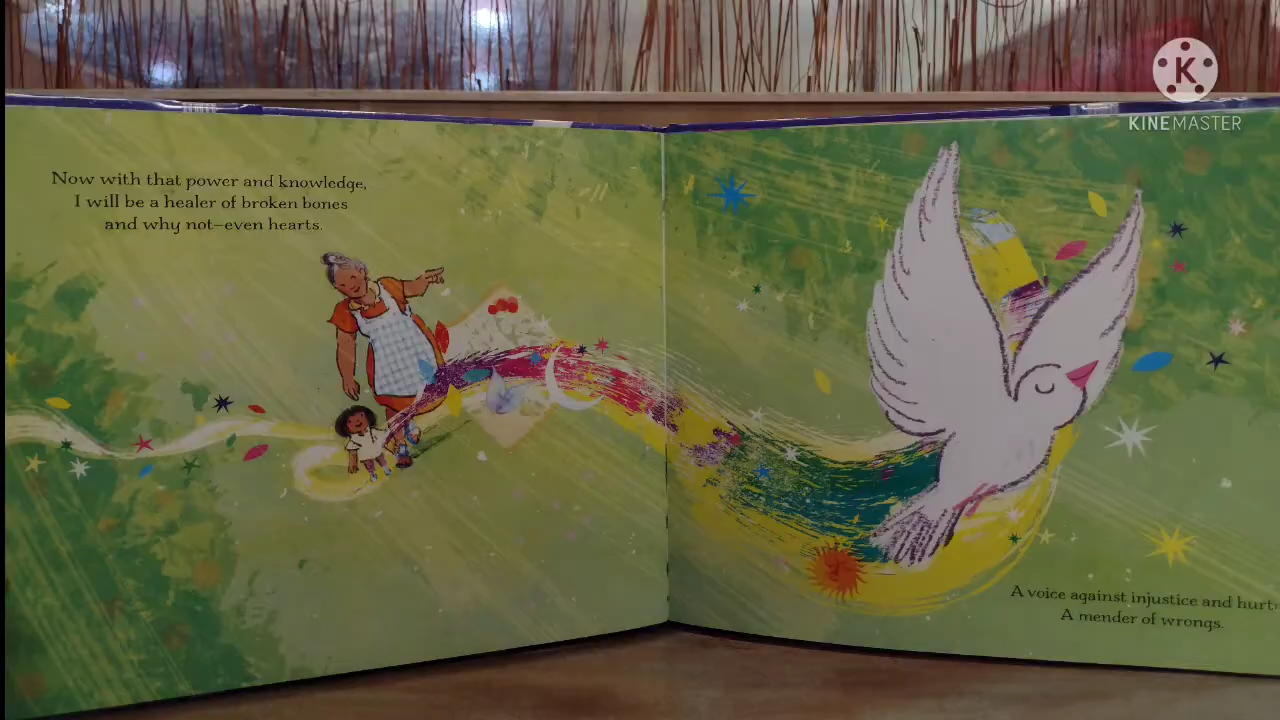 Now with that power and knowledge,
I will be a healer of broken bones
and why not—even hearts.
A voice against injustice and
A mender of wrongs.
K
KINEMASTER